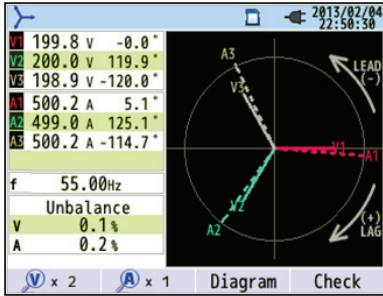 2013/02/04
22:50:30
V1 199.8 V -0.0°
V2 200.0 V 119.9°
V3 198.9 V -120.0°
A1 500.2 A 5.1°
A2 499.0 A 125.1°
A3 500.2 A -114.7°
f 55.00Hz
Unbalance
V 0.1%
A 0.2%
A3
V3
LEAD
(-)
V1
A1
V2
A2
(+)
LAG
V x 2
A x 1
Diagram
Check